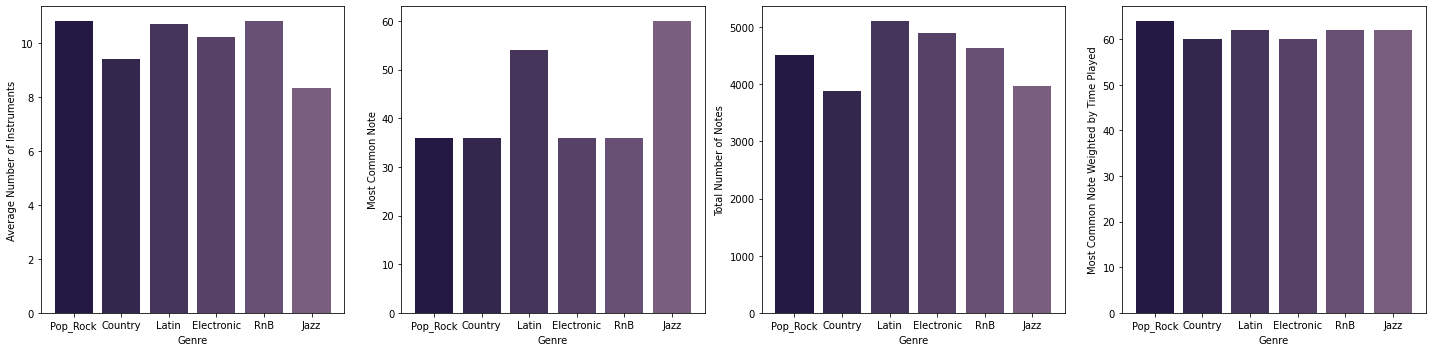 Average Number of Instruments
10
8
6
4
2
0
Pop_Rock Country Latin Electronic RnB Jazz
Genre
Most Common Note
60
50
40
30
20
10
0
Pop_Rock Country Latin Electronic RnB Jazz
Genre
Total Number of Notes
5000
4000
3000
2000
1000
0
Pop_Rock Country Latin Electronic RnB Jazz
Genre
Most Common Note Weighted by Time Played
60
50
40
30
20
10
0
Pop_Rock Country Latin Electronic RnB Jazz
Genre